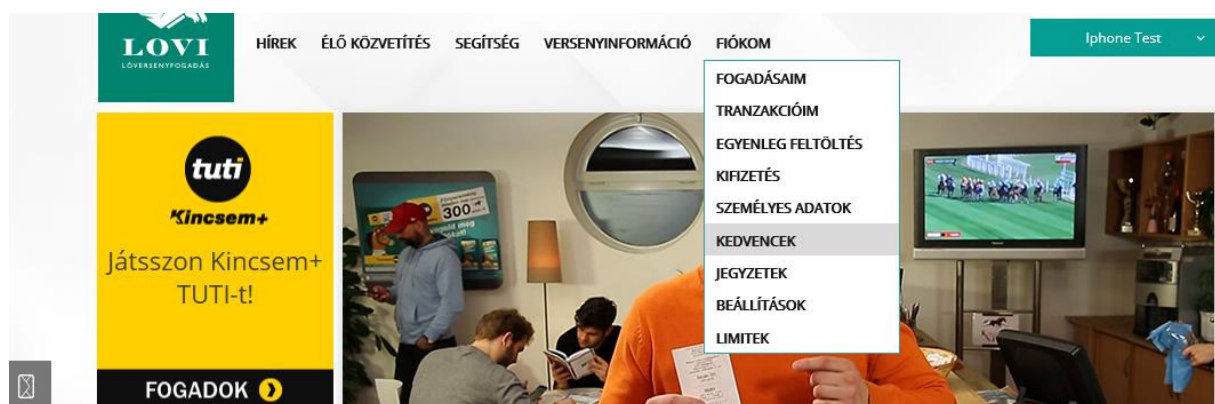 LOVI
LÓVERSENYFOGADÁS
HÍREK
ÉLŐ KÖZVETÍTÉS
SEGÍTSÉG
VERSENYINFORMÁCIÓ
FIÓKOM
Iphone Test
FOGADÁSAIM
TRANZAKCIÓIM
EGYENLEG FELTÖLTÉS
KIFIZETÉS
SZEMÉLYES ADATOK
KEDVENCEK
JEGYZETEK
BEÁLLÍTÁSOK
LIMITEK
tuti
Kincsem+
Játsszon Kincsem+
TUTI-t!
FOGADOK
300